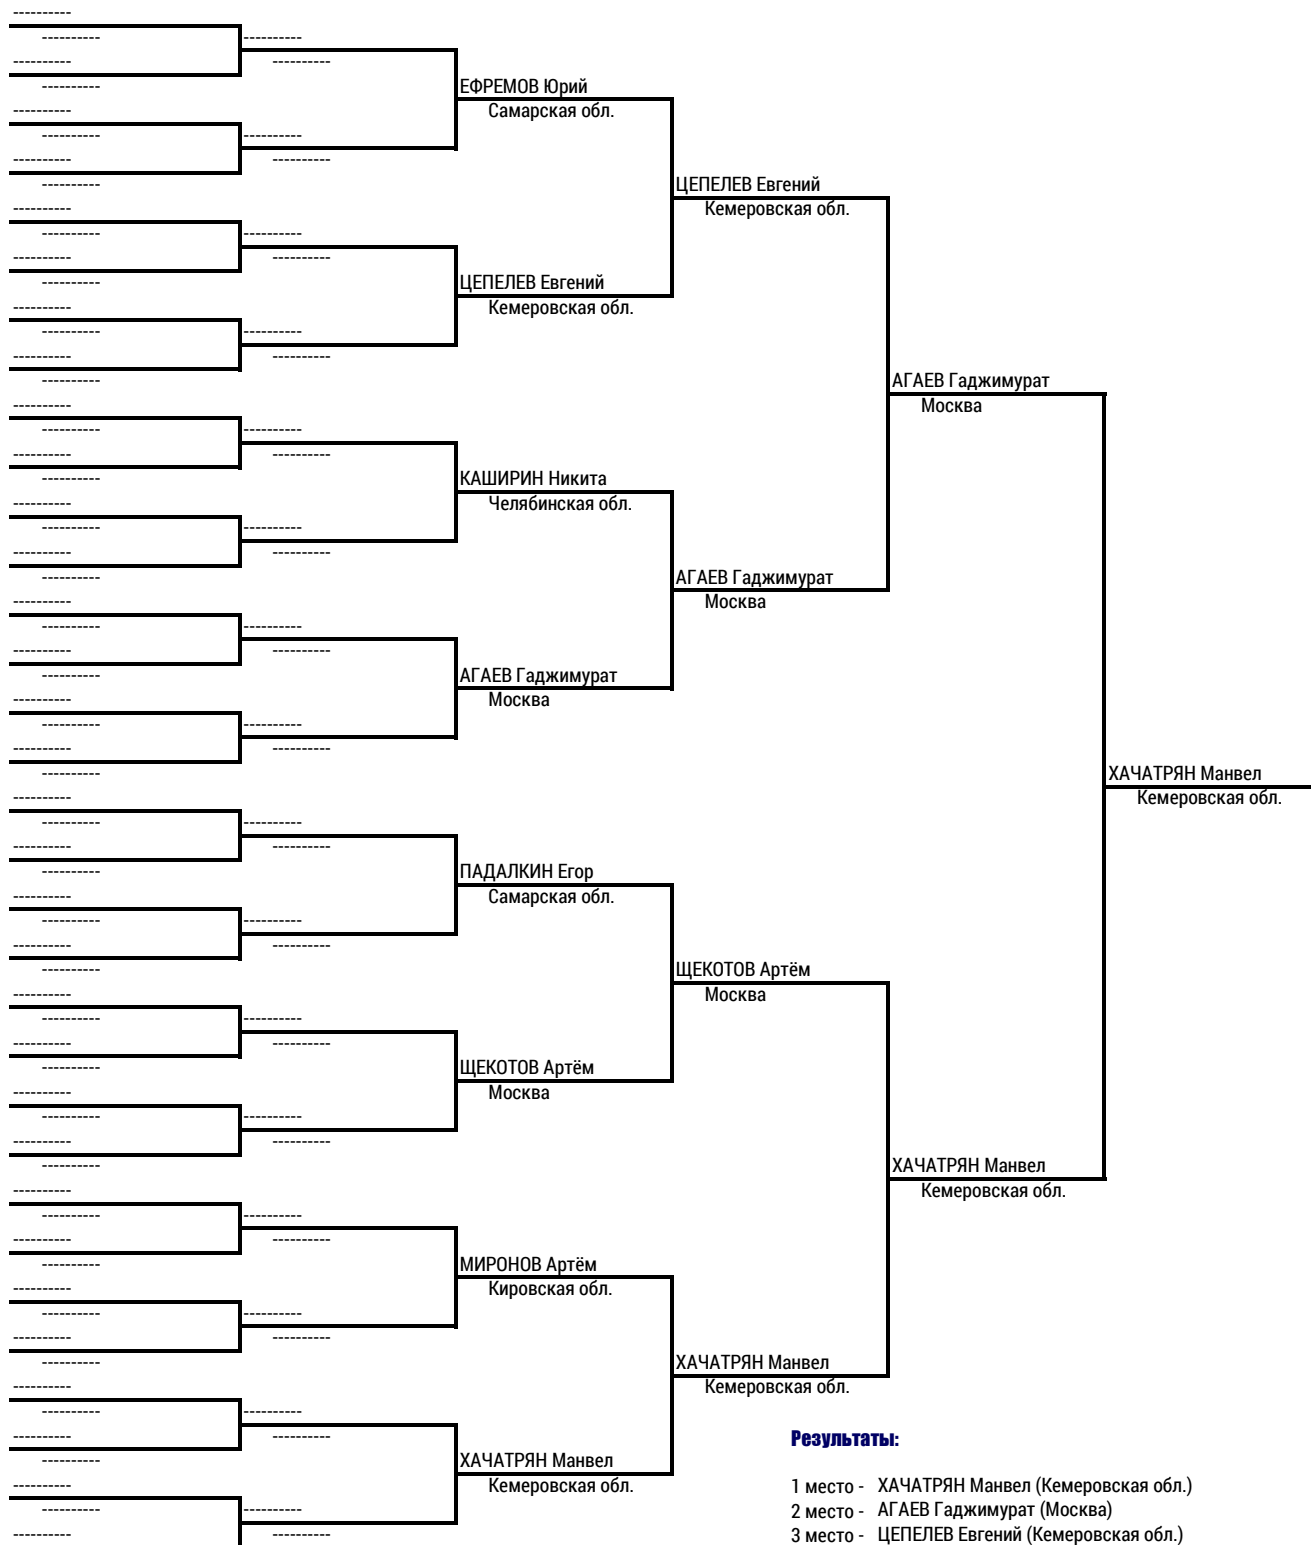 ЕФРЕМОВ Юрий
Самарская обл.
ЦЕПЕЛЕВ Евгений
Кемеровская обл.
ЦЕПЕЛЕВ Евгений
Кемеровская обл.
АГАЕВ Гаджимурат
Москва
КАШИРИН Никита
Челябинская обл.
АГАЕВ Гаджимурат
Москва
АГАЕВ Гаджимурат
Москва
ХАЧАТРЯН Манвел
Кемеровская обл.
ПАДАЛКИН Егор
Самарская обл.
ЩЕКОТОВ Артём
Москва
ЩЕКОТОВ Артём
Москва
ХАЧАТРЯН Манвел
Кемеровская обл.
МИРОНОВ Артём
Кировская обл.
ХАЧАТРЯН Манвел
Кемеровская обл.
ХАЧАТРЯН Манвел
Кемеровская обл.
Результаты:
1 место - ХАЧАТРЯН Манвел (Кемеровская обл.)
2 место - АГАЕВ Гаджимурат (Москва)
3 место - ЦЕПЕЛЕВ Евгений (Кемеровская обл.)